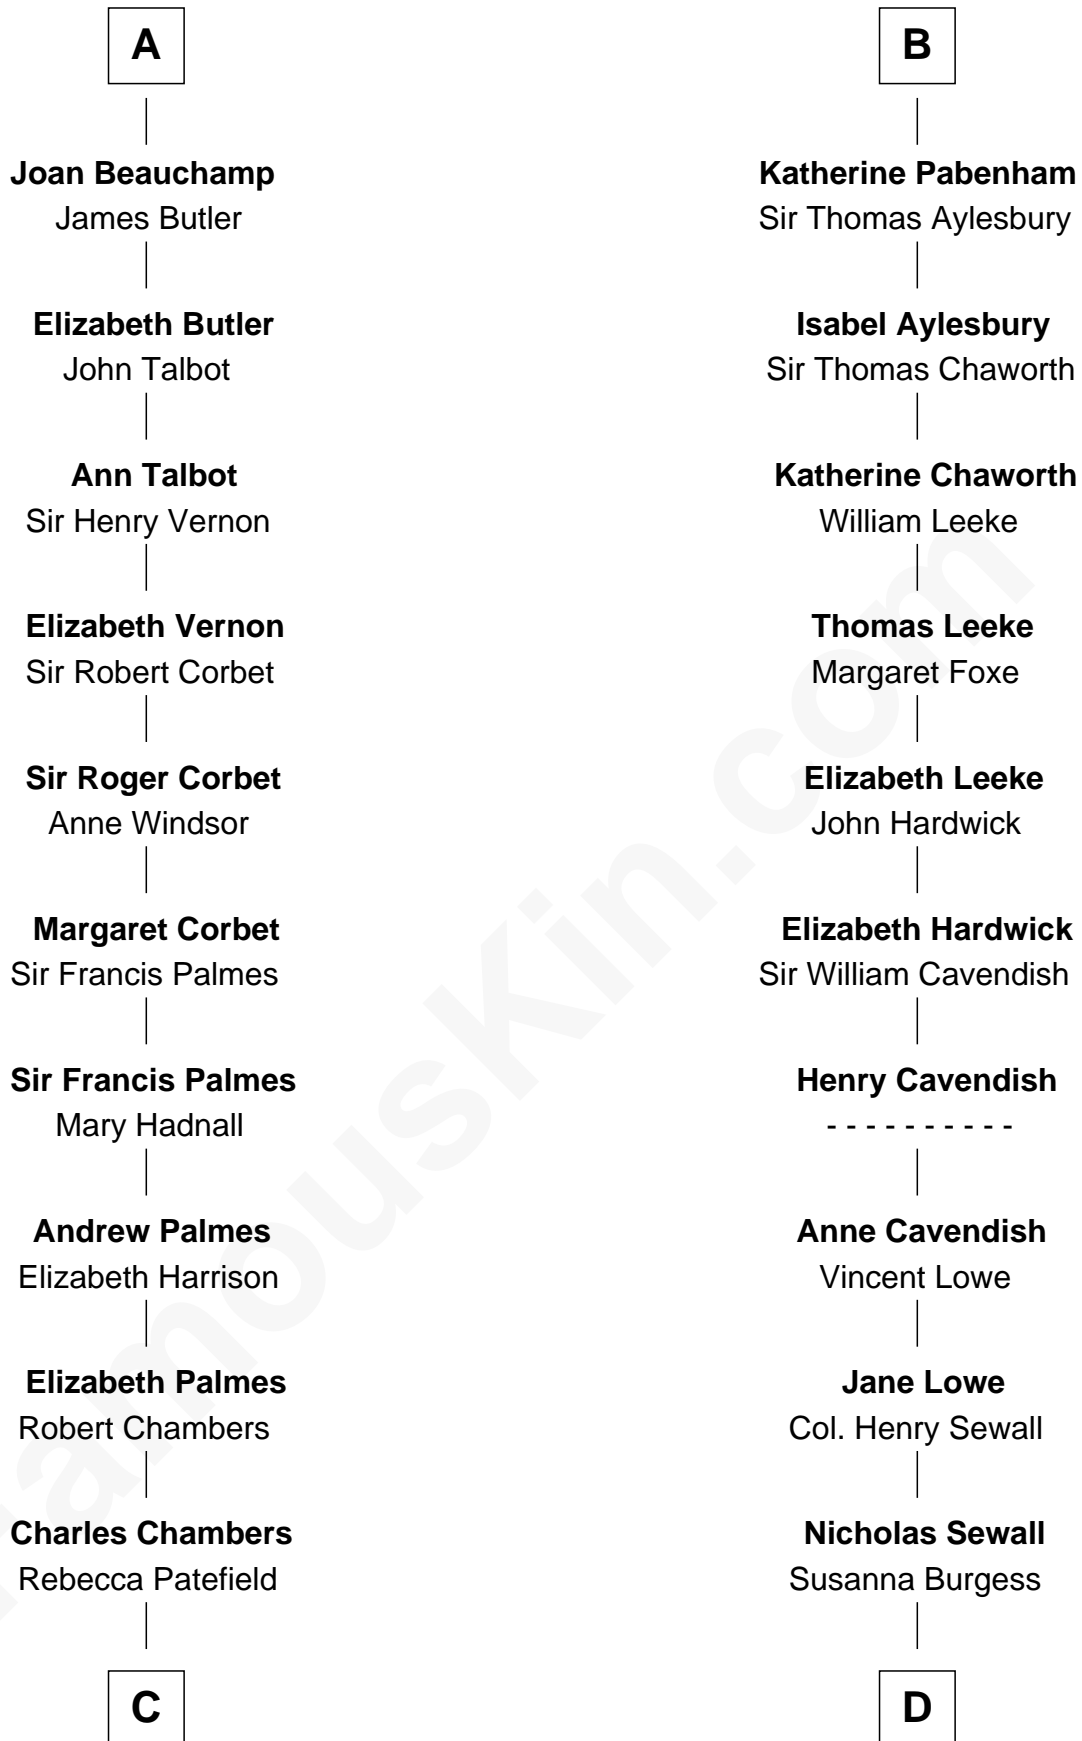 A
Joan Beauchamp
James Butler
Elizabeth Butler
John Talbot
Ann Talbot
Sir Henry Vernon
Elizabeth Vernon
Sir Robert Corbet
Sir Roger Corbet
Anne Windsor
Margaret Corbet
Sir Francis Palmes
Sir Francis Palmes
Mary Hadnall
Andrew Palmes
Elizabeth Harrison
Elizabeth Palmes
Robert Chambers
Charles Chambers
Rebecca Patefield
C
B
Katherine Pabenham
Sir Thomas Aylesbury
Isabel Aylesbury
Sir Thomas Chaworth
Katherine Chaworth
William Leeke
Thomas Leeke
Margaret Foxe
Elizabeth Leeke
John Hardwick
Elizabeth Hardwick
Sir William Cavendish
Henry Cavendish
- - - - - - - - - -
Anne Cavendish
Vincent Lowe
Jane Lowe
Col. Henry Sewall
Nicholas Sewall
Susanna Burgess
D
FamousKin.com